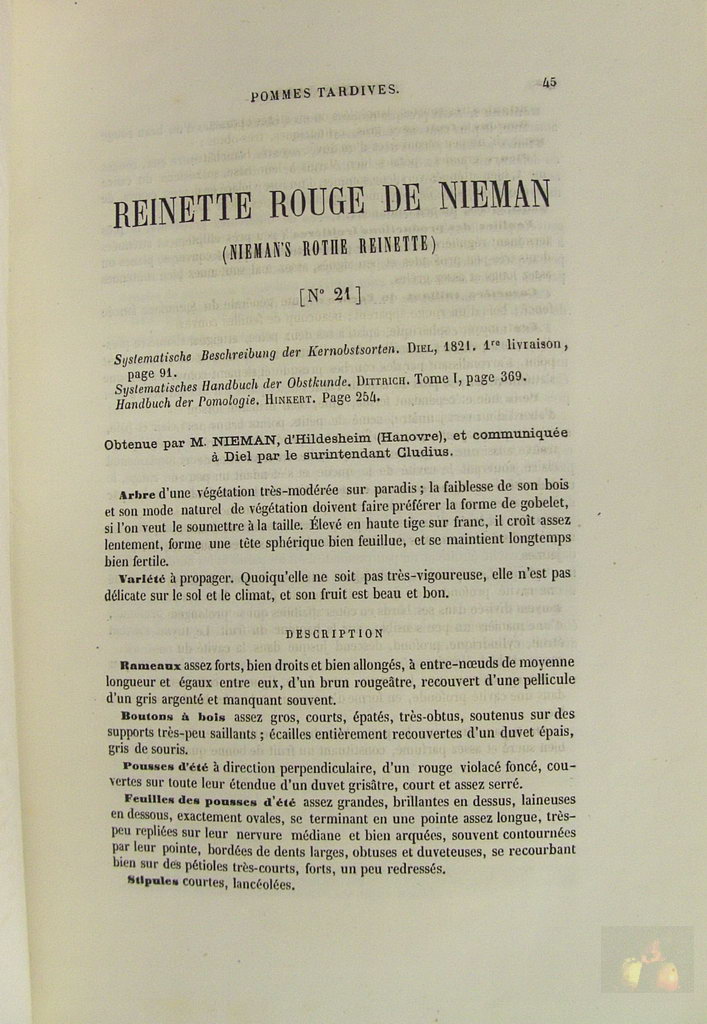 POMMES TARDIVES. 45
REINETTE ROUGE DE NIEMAN
(NIEMAN'S ROTHE REINETTE)
[N° 21]
Systematische Beschreibung der Kernobstsorten. DIEL, 1821. 1re livraison,
page 91.
Systematisches Handbuch der Obstkunde. DITTRICH. Tome I, page 369.
Handbuch der Pomologie. HINKERT. Page 254.
Obtenue par M. NIEMAN, d'Hildesheim (Hanovre), et communiquée
à Diel par le surintendant Cludius.
Arbre d'une végétation très-modérée sur paradis ; la faiblesse de son bois
et son mode naturel de végétation doivent faire préférer la forme de gobelet,
si l'on veut le soumettre à la taille. Élevé en haute tige sur franc, il croît assez
lentement, forme une tête sphérique bien feuillue, et se maintient longtemps
bien fertile.
Variété à propager. Quoiqu'elle ne soit pas très-vigoureuse, elle n'est pas
délicate sur le sol et le climat, et son fruit est beau et bon.
DESCRIPTION
Rameaux assez forts, bien droits et bien allongés, à entre-nœuds de moyenne
longueur et égaux entre eux, d'un brun rougeâtre, recouvert d'une pellicule
d'un gris argenté et manquant souvent.
Boutons à bois assez gros, courts, épatés, très-obtus, soutenus sur des
supports très-peu saillants ; écailles entièrement recouvertes d'un duvet épais,
gris de souris.
Pousses d'été à direction perpendiculaire, d'un rouge violacé foncé, cou-
vertes sur toute leur étendue d'un duvet grisâtre, court et assez serré.
Feuilles des pousses d'été assez grandes, brillantes en dessus, laineuses
en dessous, exactement ovales, se terminant en une pointe assez longue, très-
peu repliées sur leur nervure médiane et bien arquées, souvent contournées
par leur pointe, bordées de dents larges, obtuses et duveteuses, se recourbant
bien sur des pétioles très-courts, forts, un peu redressés.
Stipules courtes, lancéolées.